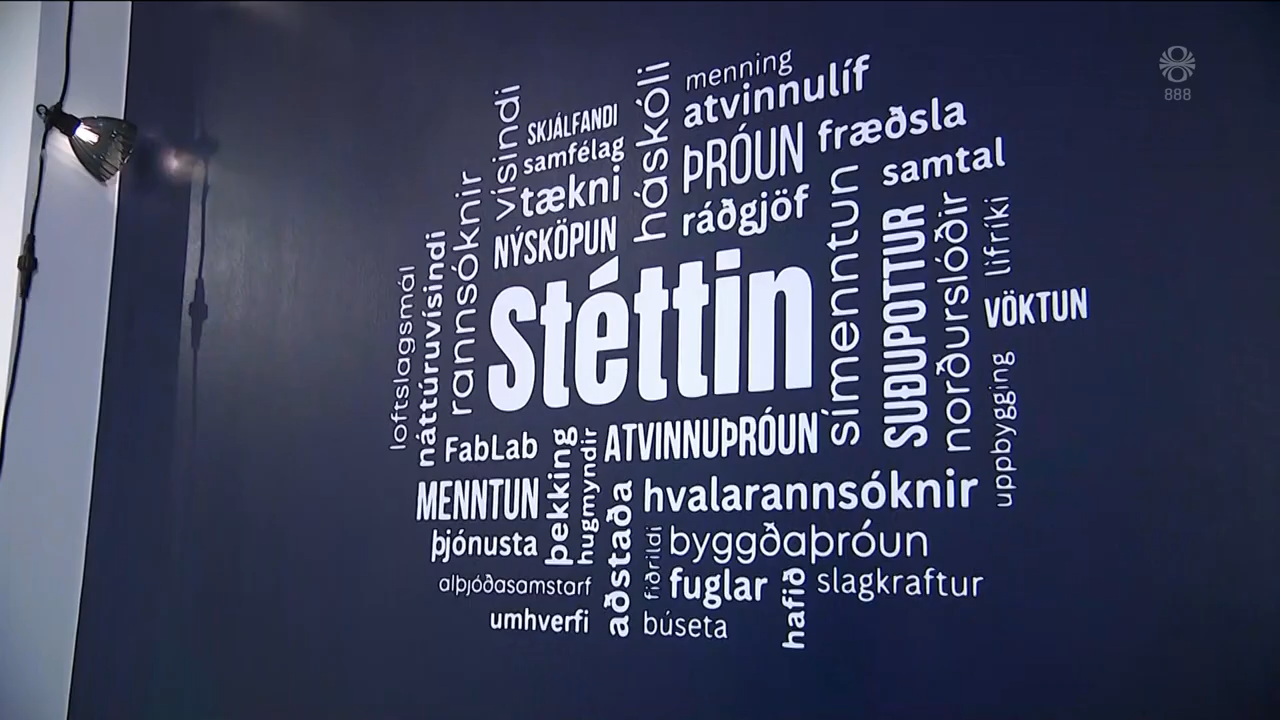 888
menning
atvinnulíf
vísindi
SKJÁLFANDI
háskóli
fræðsla
samfélag
ÞRÓUN
samtal
tækni
ráðgjöf
símenntun
rannsóknir
NÝSKÖPUN
SUÐUPOTTUR
norðurslóðir
lífríki
loftslagsmál
náttúruvísindi
Stéttin
VÖKTUN
uppbygging
FabLab
þekking
hugmyndir
ATVINNUÞRÓUN
MENNTUN
aðstaða
hvalarannsóknir
þjónusta
fiðrildi
byggðaþróun
alþjóðasamstarf
fuglar
hafið
slagkraftur
umhverfi
búseta